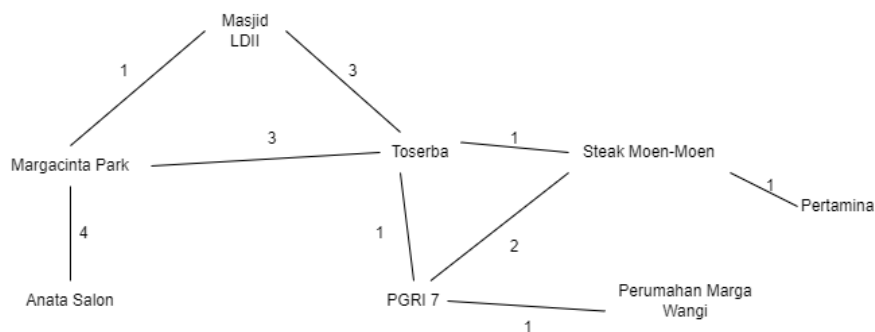 Masjid
LDII
1
3
3
Margacinta Park
Toserba
1
Steak Moen-Moen
1
Pertamina
4
1
2
Anata Salon
PGRI 7
Perumahan Marga
Wangi
1